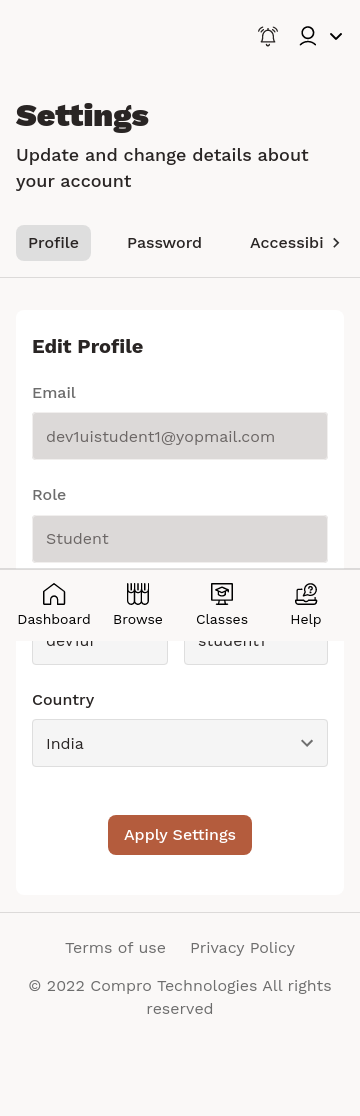 Settings
Update and change details about
your account
Profile Password Accessibi
Edit Profile
Email
dev1uistudent1@yopmail.com
Role
Student
Dashboard Browse Classes Help
dev1ui student1
Country
India
Apply Settings
Terms of use Privacy Policy
© 2022 Compro Technologies All rights
reserved